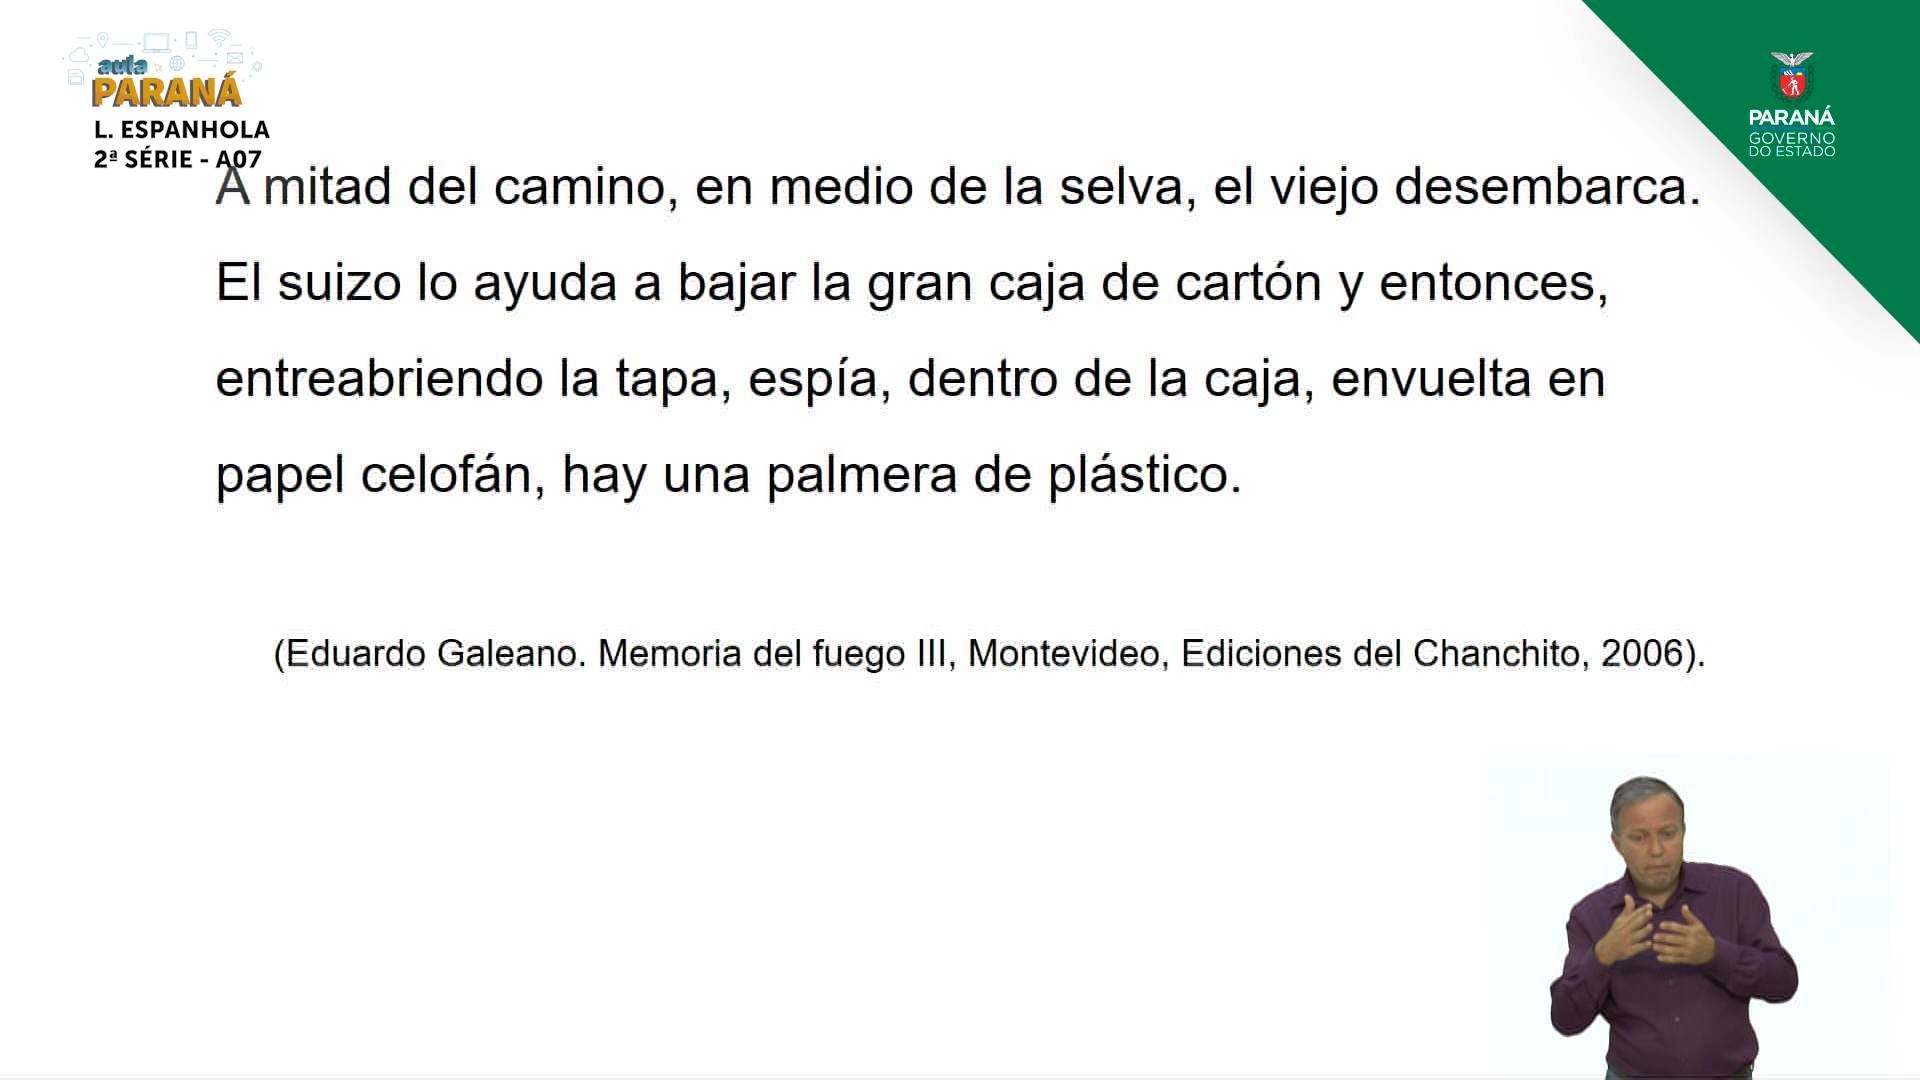 aula
PARANÁ
L. ESPANHOLA
2ª SÉRIE - A07
PARANÁ
GOVERNO
DO ESTADO
A mitad del camino, en medio de la selva, el viejo desembarca.
El suizo lo ayuda a bajar la gran caja de cartón y entonces,
entreabriendo la tapa, espía, dentro de la caja, envuelta en
papel celofán, hay una palmera de plástico.
(Eduardo Galeano. Memoria del fuego III, Montevideo, Ediciones del Chanchito, 2006).